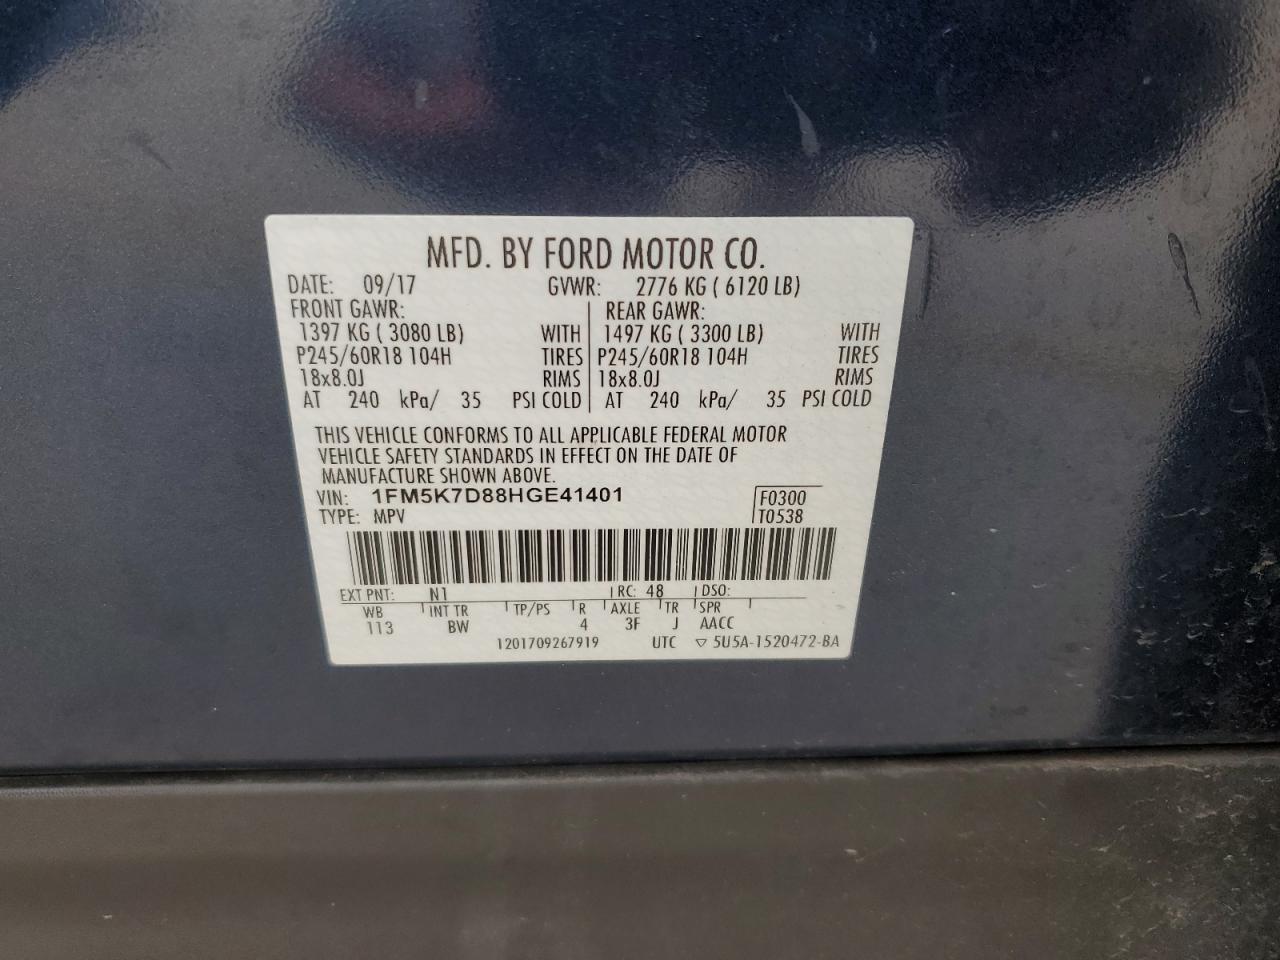 MFD. BY FORD MOTOR CO.
DATE: 09/17 GVWR: 2776 KG ( 6120 LB)
FRONT GAWR: REAR GAWR:
1397 KG ( 3080 LB) WITH 1497 KG ( 3300 LB) WITH
P245/60R18 104H TIRES P245/60R18 104H TIRES
18x8.0J RIMS 18x8.0J RIMS
AT 240 kPa/ 35 PSI COLD AT 240 kPa/ 35 PSI COLD
THIS VEHICLE CONFORMS TO ALL APPLICABLE FEDERAL MOTOR
VEHICLE SAFETY STANDARDS IN EFFECT ON THE DATE OF
MANUFACTURE SHOWN ABOVE.
VIN: 1FM5K7D88HGE41401 F0300
TYPE: MPV T0538
EXT PNT: N1 RC: 48 DSO:
WB INT TR TP/PS R AXLE TR SPR
113 BW 4 3F J AACC
1201709267919 UTC ▽ 5U5A-1520472-BA